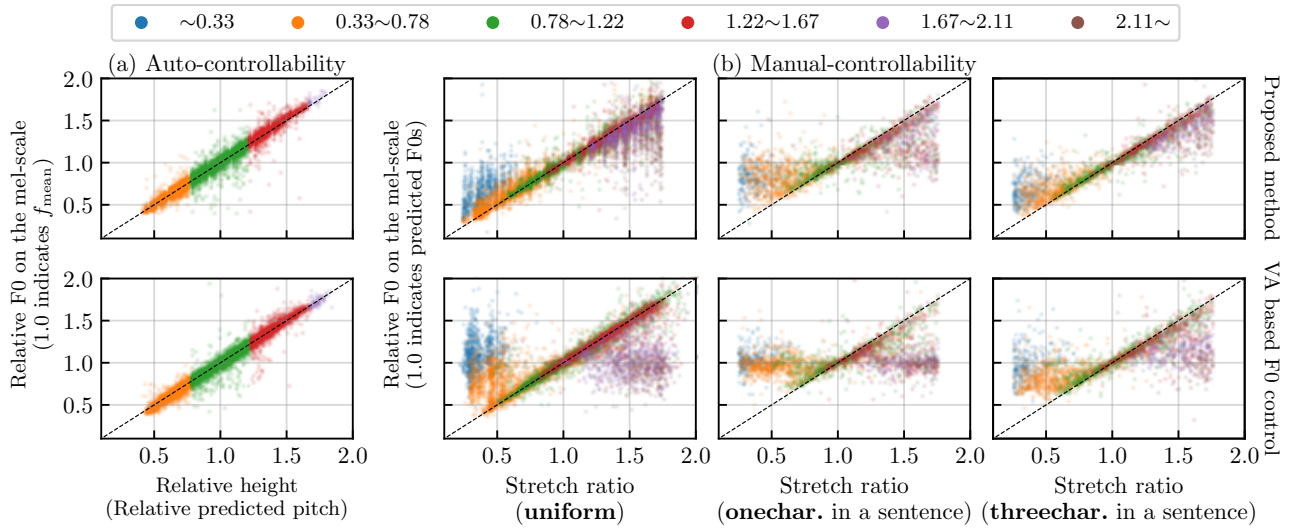 ∼0.33 0.33∼0.78 0.78∼1.22 1.22∼1.67 1.67∼2.11 2.11∼
(a) Auto-controllability
(b) Manual-controllability
Relative F0 on the mel-scale
(1.0 indicates f_mean)
Relative F0 on the mel-scale
(1.0 indicates predicted F0s)
2.0
1.5
1.0
0.5
Proposed method
2.0
1.5
1.0
0.5
VA based F0 control
0.5 1.0 1.5 2.0
0.5 1.0 1.5 2.0
0.5 1.0 1.5 2.0
0.5 1.0 1.5 2.0
Relative height
(Relative predicted pitch)
Stretch ratio
(uniform)
Stretch ratio
(onechar. in a sentence)
Stretch ratio
(threechar. in a sentence)